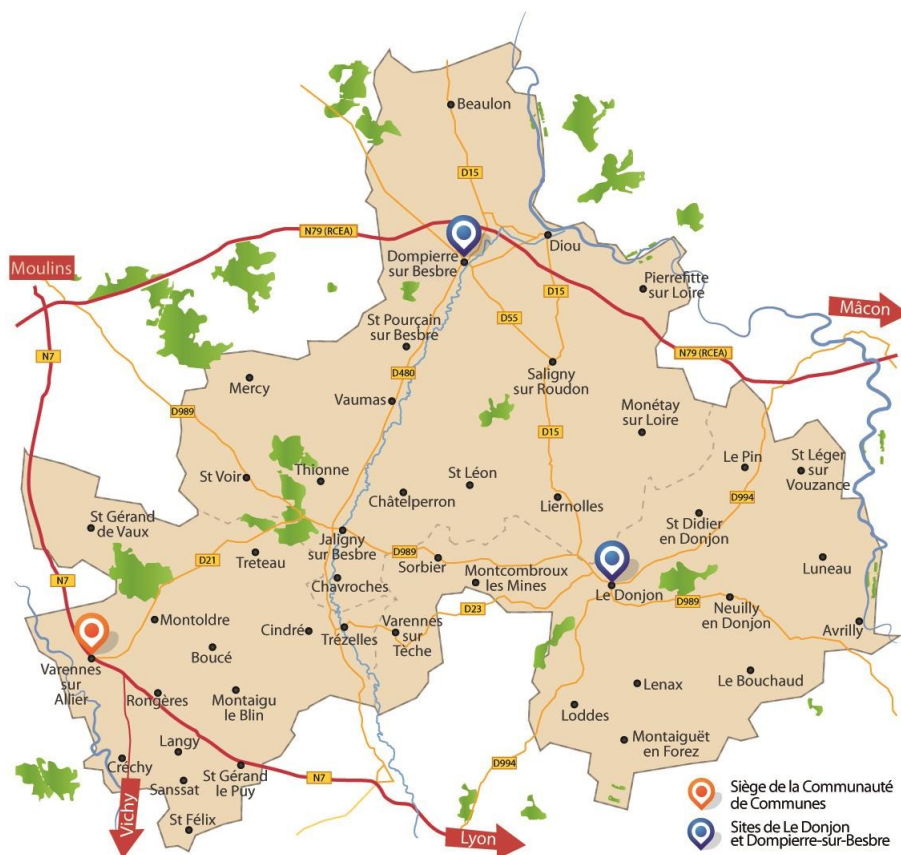 Beaulon
D15
N79 (RCEA)
Diou
Dompierre
sur Besbre
Moulins
Pierrefitte
sur Loire
D15
Mâcon
D55
St Pourçain
sur Besbre
N7
N79 (RCEA)
Saligny
sur Roudon
D480
Mercy
Vaumas
D989
Monétay
sur Loire
D15
Le Pin
St Léger
sur
Vouzance
St Voir
Thionne
St Léon
Châtelperron
D994
Liernolles
St Gérand
de Vaux
St Didier
en Donjon
Jaligny
sur Besbre
D989
D21
Treteau
Sorbier
Luneau
N7
Chavroches
Montcombroux
les Mines
Le Donjon
D989
Neuilly
en Donjon
D23
Montoldre
Cindré
Trézelles
Varennes
sur
Tèche
Avrilly
Boucé
Varennes
sur
Allier
Rongères
Montaigu
le Blin
Lenax
Le Bouchaud
Loddes
Langy
Montaiguët
en Forez
Créchy
Sanssat
St Gérand
le Puy
N7
D994
Vichy
St Félix
Lyon
Siège de la Communauté
de Communes
Sites de Le Donjon
et Dompierre-sur-Besbre